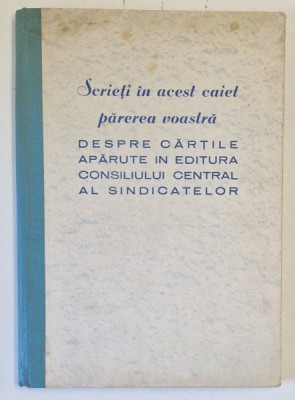 Scrieți în acest caiet
părerea voastră
DESPRE CĂRȚILE
APĂRUTE IN EDITURA
CONSILIULUI CENTRAL
AL SINDICATELOR